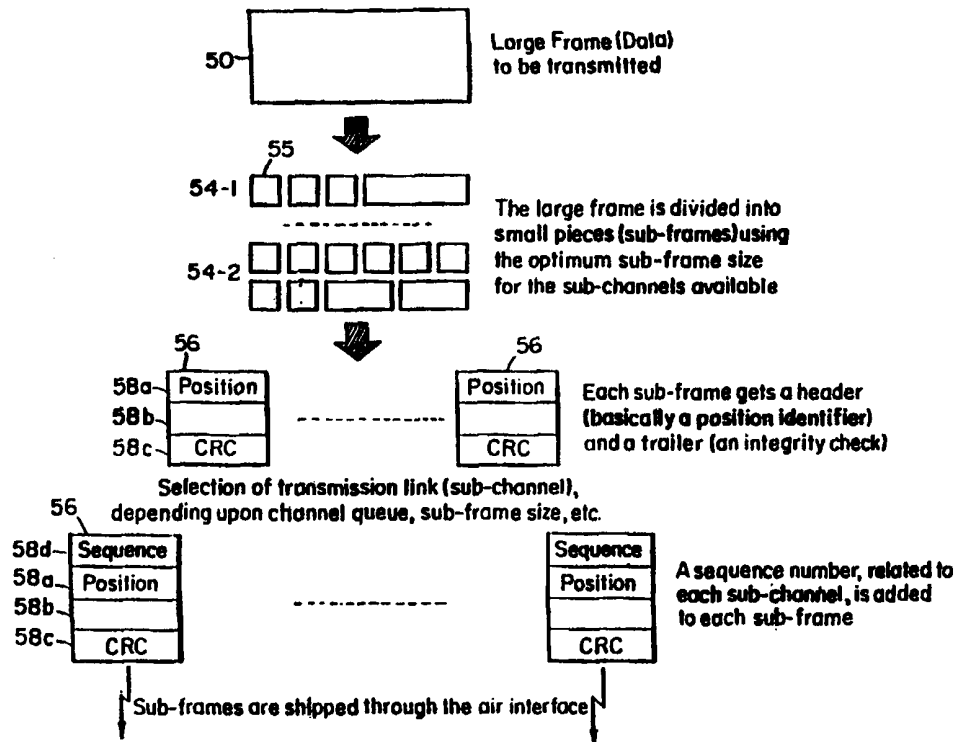 50
Large Frame (Data)
to be transmitted
55
54-1
54-2
The large frame is divided into
small pieces (sub-frames) using
the optimum sub-frame size
for the sub-channels available
56
56
58a
Position
Position
58b
58c
CRC
CRC
Each sub-frame gets a header
(basically a position identifier)
and a trailer (an integrity check)
Selection of transmission link (sub-channel),
depending upon channel queue, sub-frame size, etc.
56
58d
Sequence
Sequence
58a
Position
Position
58b
58c
CRC
CRC
A sequence number, related to
each sub-channel, is added
to each sub-frame
Sub-frames are shipped through the air interface